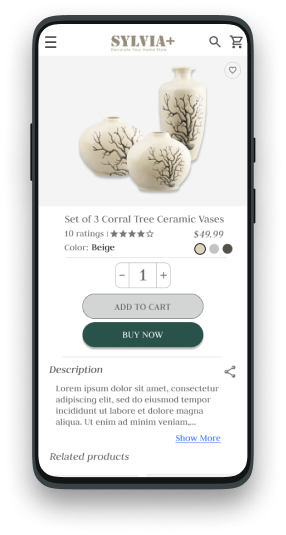 SYLVIA+
Decorate Your Home Style
Set of 3 Corral Tree Ceramic Vases
10 ratings | $49,99
Color: Beige
− 1 +
ADD TO CART
BUY NOW
Description
Lorem ipsum dolor sit amet, consectetur
adipiscing elit, sed do eiusmod tempor
incididunt ut labore et dolore magna
aliqua. Ut enim ad minim veniam,...
Show More
Related products